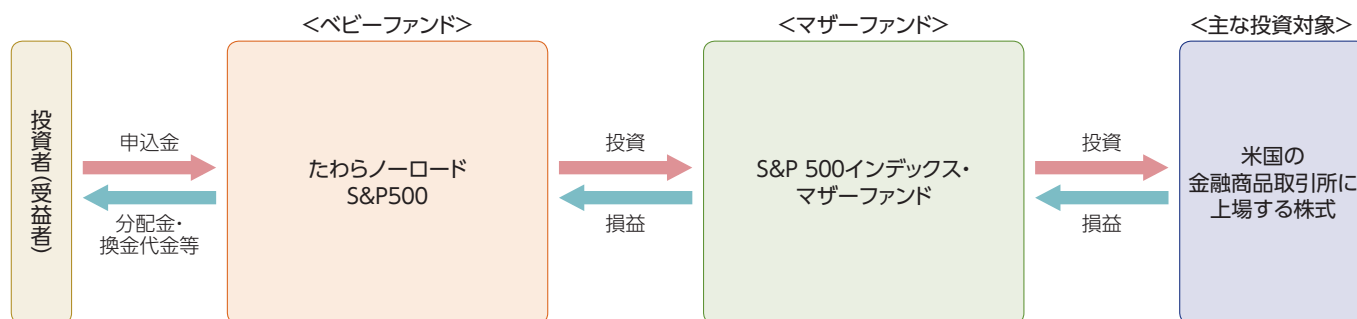 <ベビーファンド>
<マザーファンド>
<主な投資対象>
投資者(受益者)
申込金
分配金・
換金代金等
たわらノーロード
S&P500
投資
損益
S&P 500インデックス・
マザーファンド
投資
損益
米国の
金融商品取引所に
上場する株式